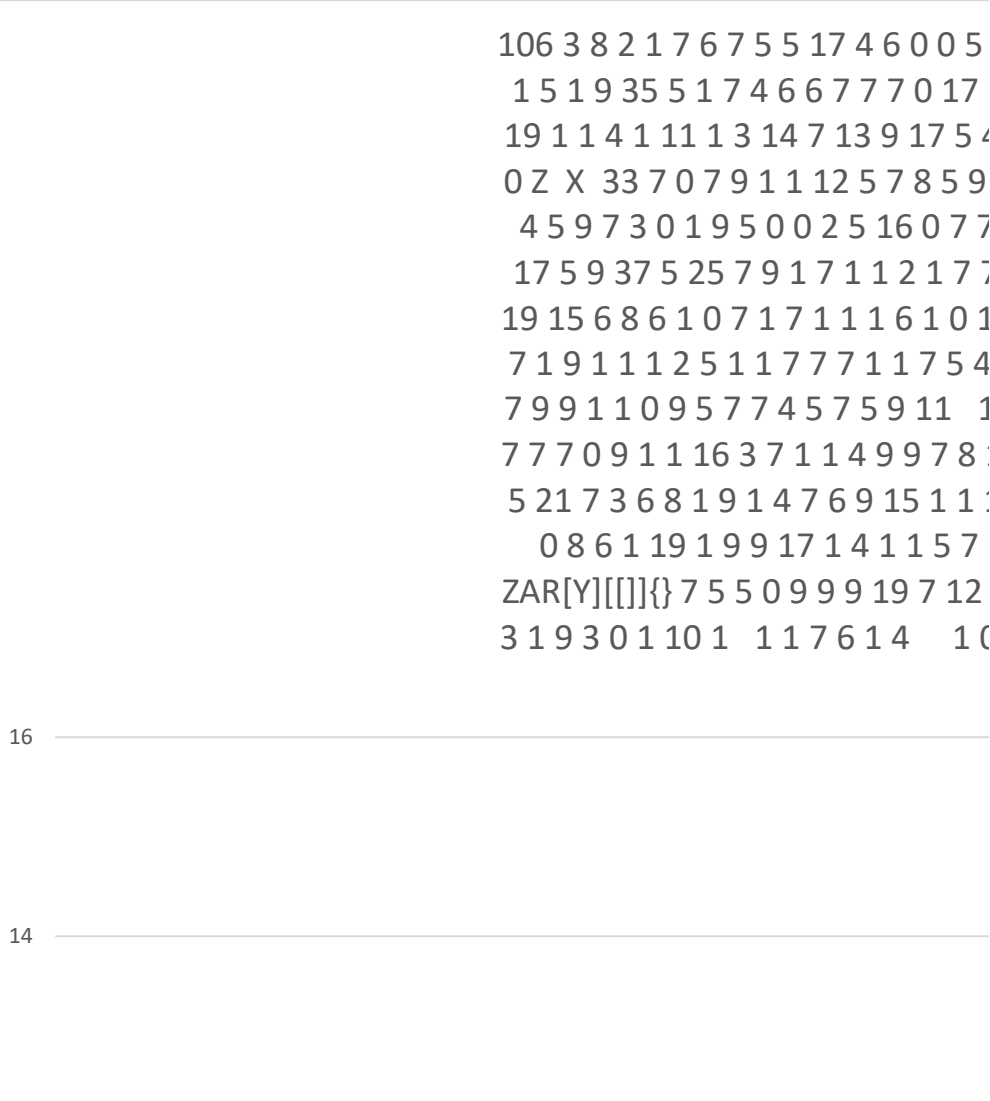 106 3 8 2 1 7 6 7 5 5 17 4 6 0 0 5
1 5 1 9 35 5 1 7 4 6 6 7 7 7 0 17
19 1 1 4 1 11 1 3 14 7 13 9 17 5
0 Z X 33 7 0 7 9 1 1 12 5 7 8 5 9
4 5 9 7 3 0 1 9 5 0 0 2 5 16 0 7
17 5 9 37 5 25 7 9 1 7 1 1 2 1 7
19 15 6 8 6 1 0 7 1 7 1 1 1 6 1 0
7 1 9 1 1 1 2 5 1 1 7 7 7 1 1 7 5
7 9 9 1 1 0 9 5 7 7 4 5 7 5 9 11
7 7 7 0 9 1 1 16 3 7 1 1 4 9 9 7 8
5 21 7 3 6 8 1 9 1 4 7 6 9 15 1 1
0 8 6 1 19 1 9 9 17 1 4 1 1 5 7
ZAR[Y][[]]{} 7 5 5 0 9 9 9 19 7 12
3 1 9 3 0 1 10 1 1 1 7 6 1 4 1
16
14